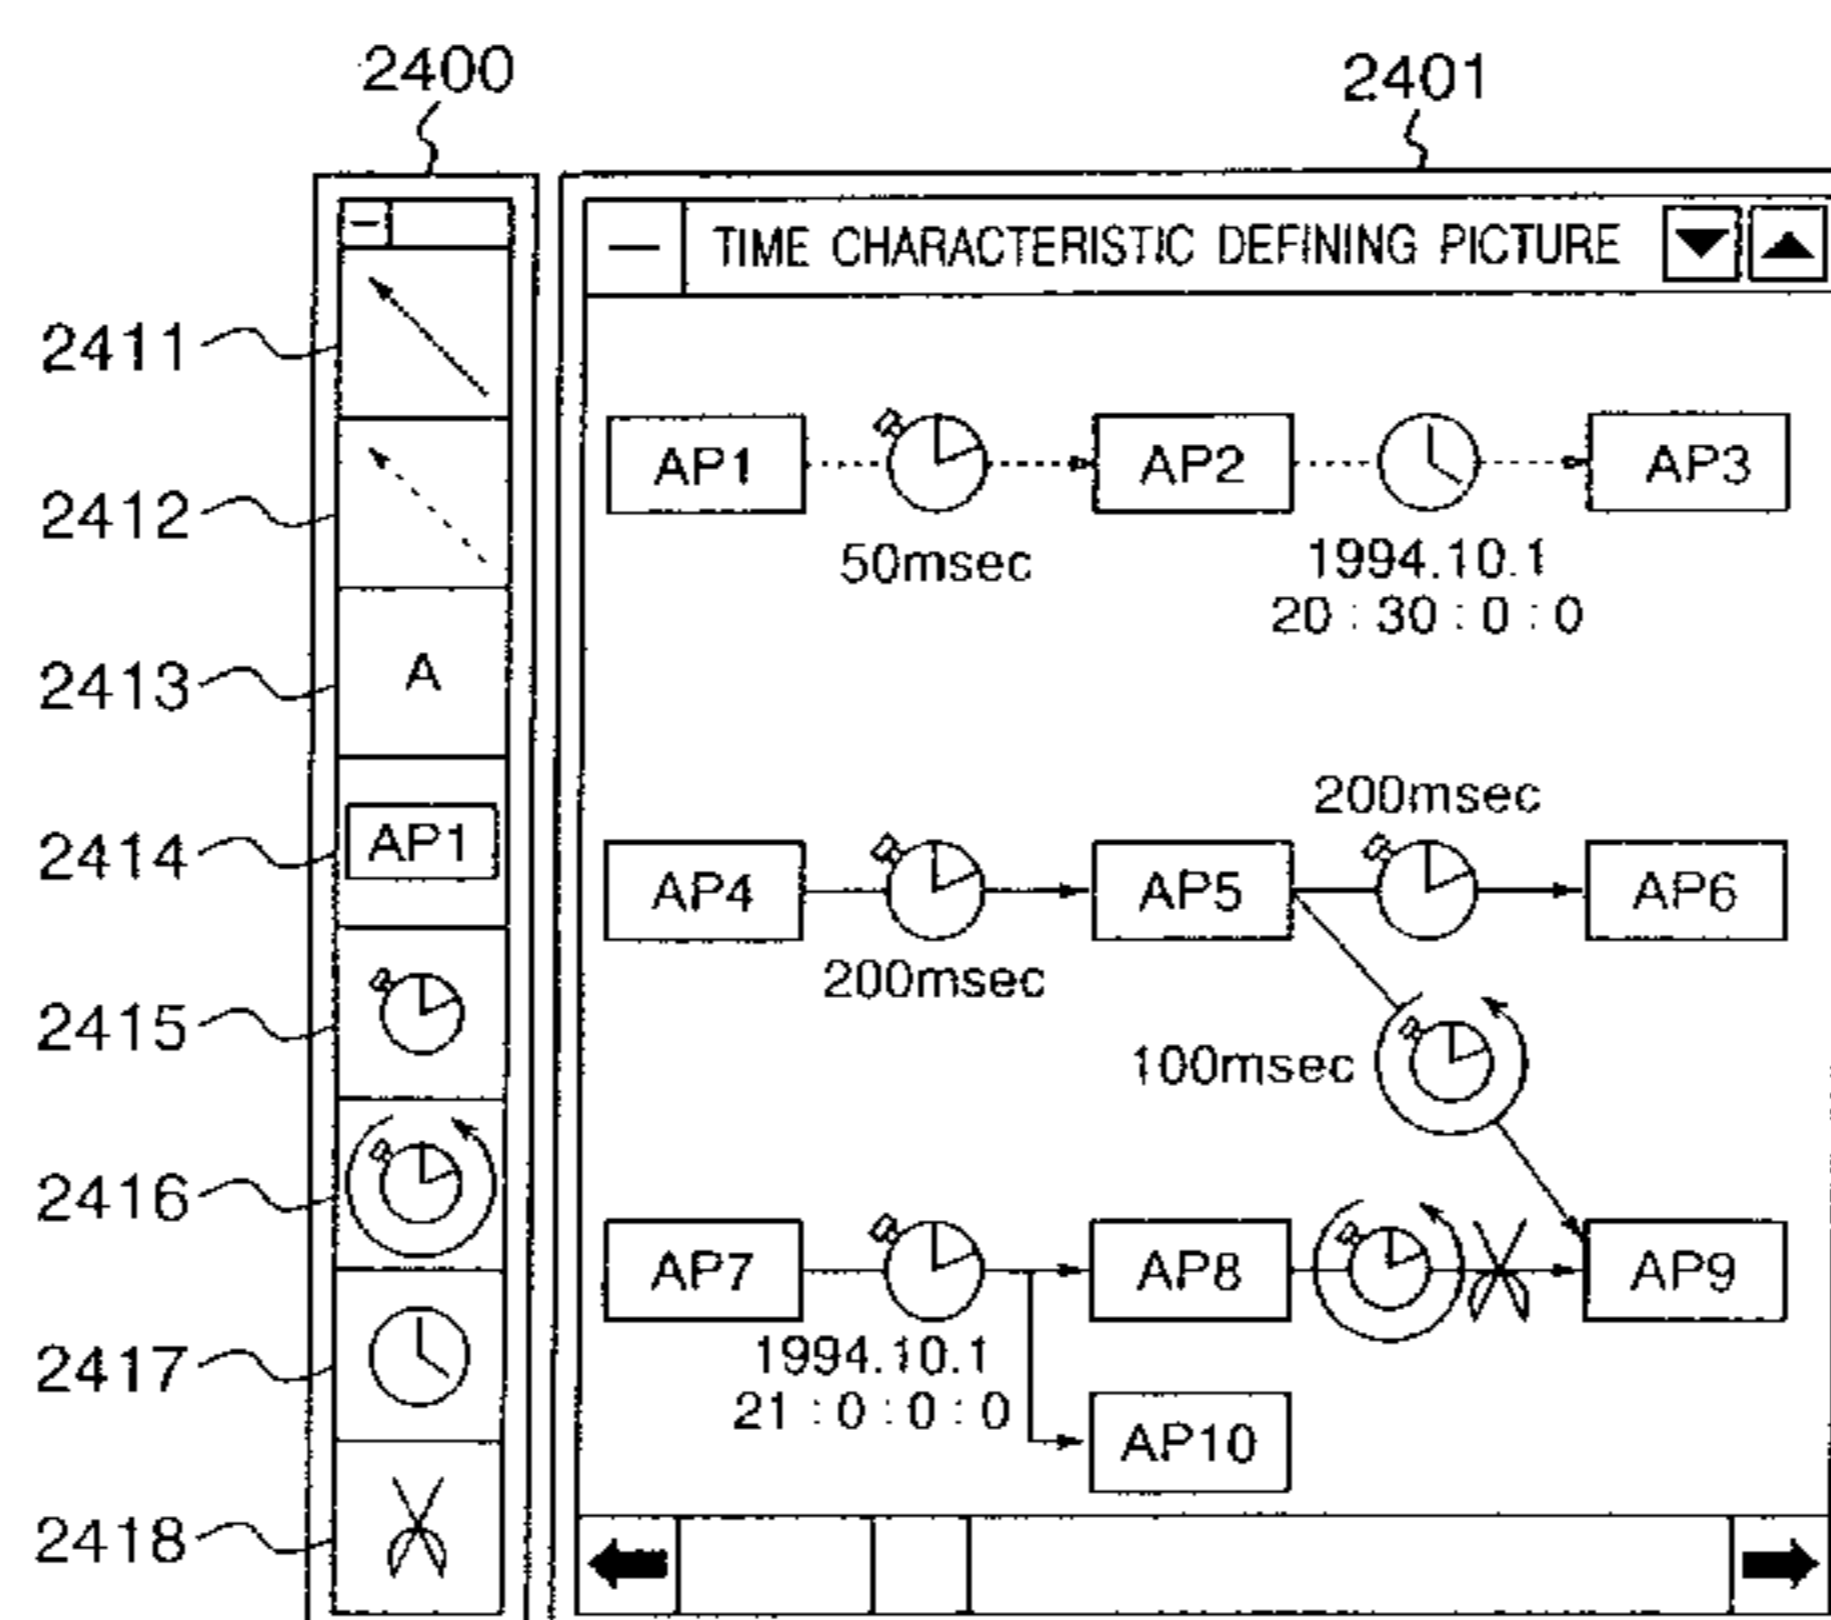 2400
2401
TIME CHARACTERISTIC DEFINING PICTURE
2411
2412
2413
A
2414
AP1
2415
2416
2417
2418
AP1
AP2
AP3
50msec
1994.10.1
20 : 30 : 0 : 0
200msec
AP4
AP5
AP6
200msec
100msec
AP7
AP8
AP9
1994.10.1
21 : 0 : 0 : 0
AP10